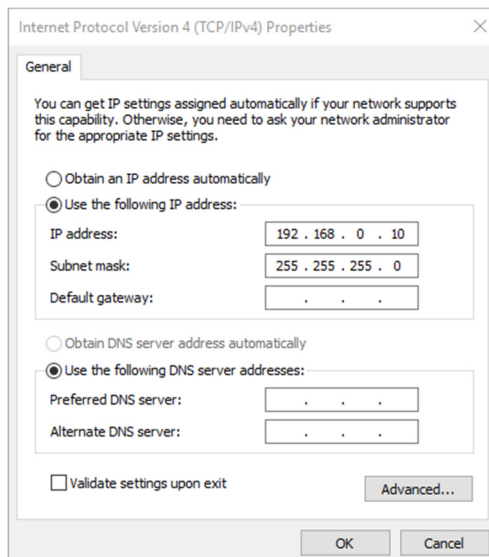 Internet Protocol Version 4 (TCP/IPv4) Properties
General
You can get IP settings assigned automatically if your network supports
this capability. Otherwise, you need to ask your network administrator
for the appropriate IP settings.
Obtain an IP address automatically
Use the following IP address:
IP address: 192 . 168 . 0 . 10
Subnet mask: 255 . 255 . 255 . 0
Default gateway: . . .
Obtain DNS server address automatically
Use the following DNS server addresses:
Preferred DNS server: . . .
Alternate DNS server: . . .
Validate settings upon exit
Advanced...
OK Cancel